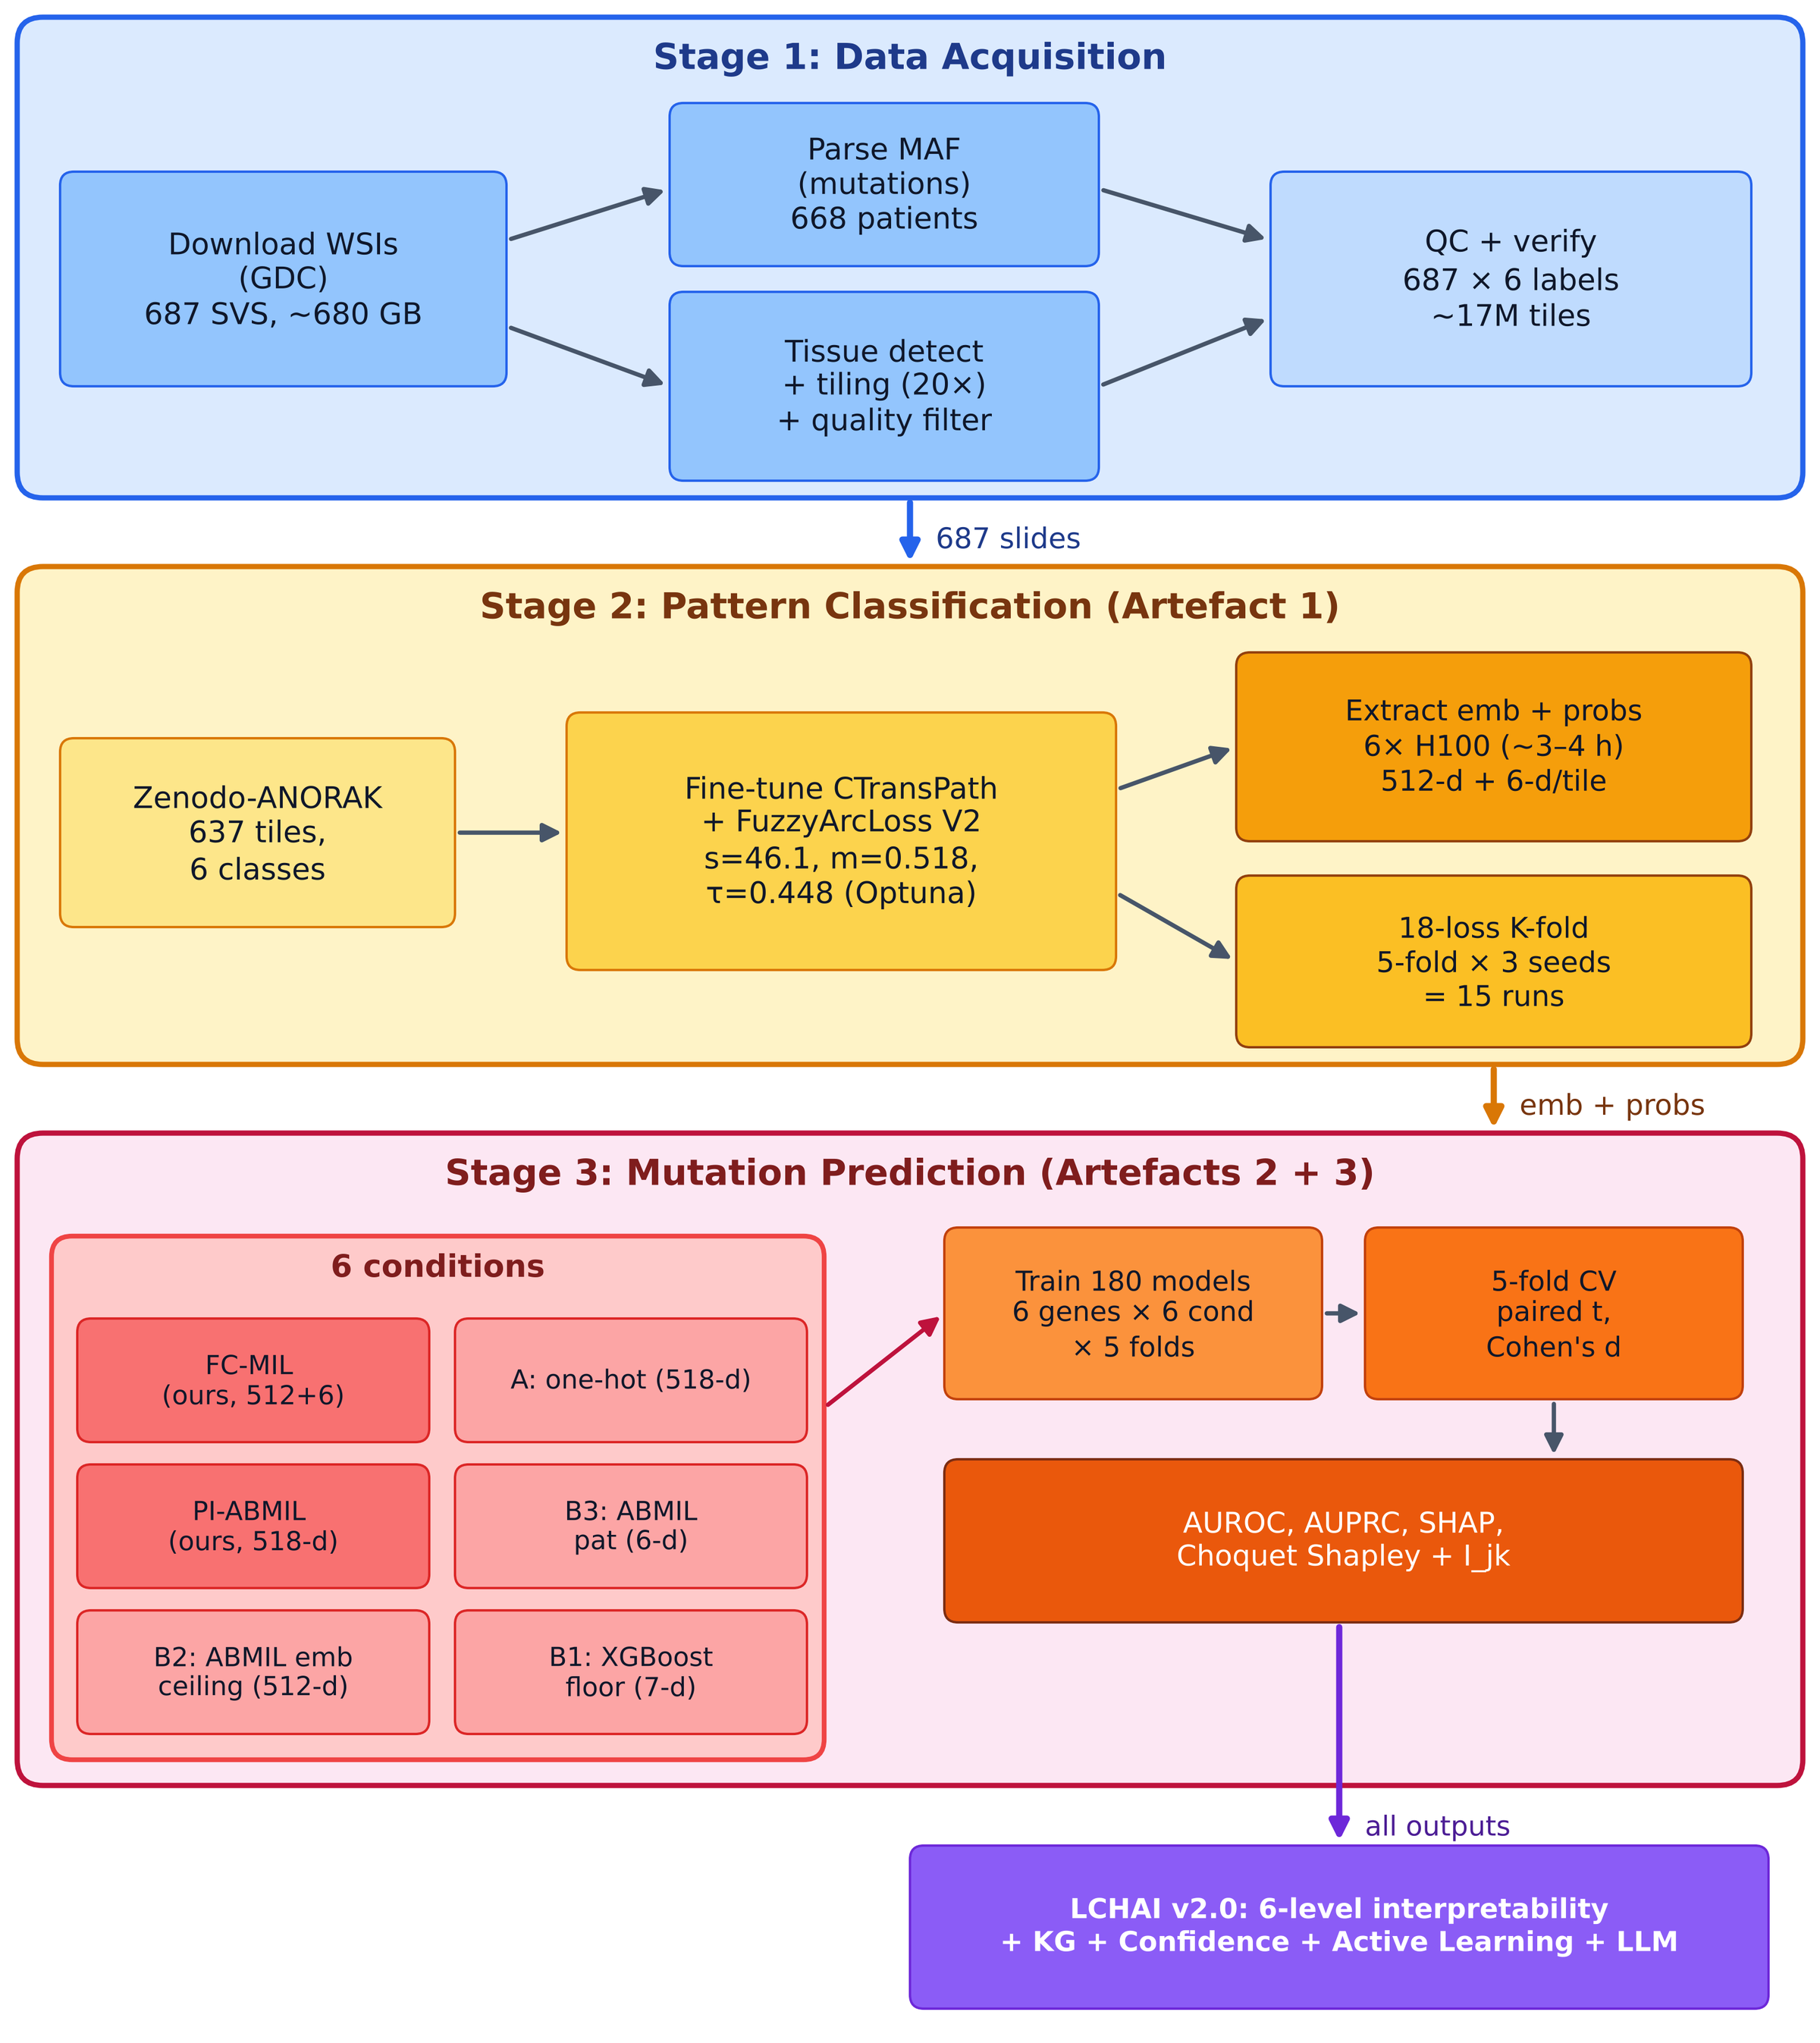 Stage 1: Data Acquisition
Download WSIs
(GDC)
687 SVS, ~680 GB
Parse MAF
(mutations)
668 patients
Tissue detect
+ tiling (20×)
+ quality filter
QC + verify
687 × 6 labels
~17M tiles
687 slides
Stage 2: Pattern Classification (Artefact 1)
Zenodo-ANORAK
637 tiles,
6 classes
Fine-tune CTransPath
+ FuzzyArcLoss V2
s=46.1, m=0.518,
τ=0.448 (Optuna)
Extract emb + probs
6× H100 (~3–4 h)
512-d + 6-d/tile
18-loss K-fold
5-fold × 3 seeds
= 15 runs
emb + probs
Stage 3: Mutation Prediction (Artefacts 2 + 3)
6 conditions
FC-MIL
(ours, 512+6)
A: one-hot (518-d)
PI-ABMIL
(ours, 518-d)
B3: ABMIL
pat (6-d)
B2: ABMIL emb
ceiling (512-d)
B1: XGBoost
floor (7-d)
Train 180 models
6 genes × 6 cond
× 5 folds
5-fold CV
paired t,
Cohen's d
AUROC, AUPRC, SHAP,
Choquet Shapley + I_jk
all outputs
LCHAI v2.0: 6-level interpretability
+ KG + Confidence + Active Learning + LLM